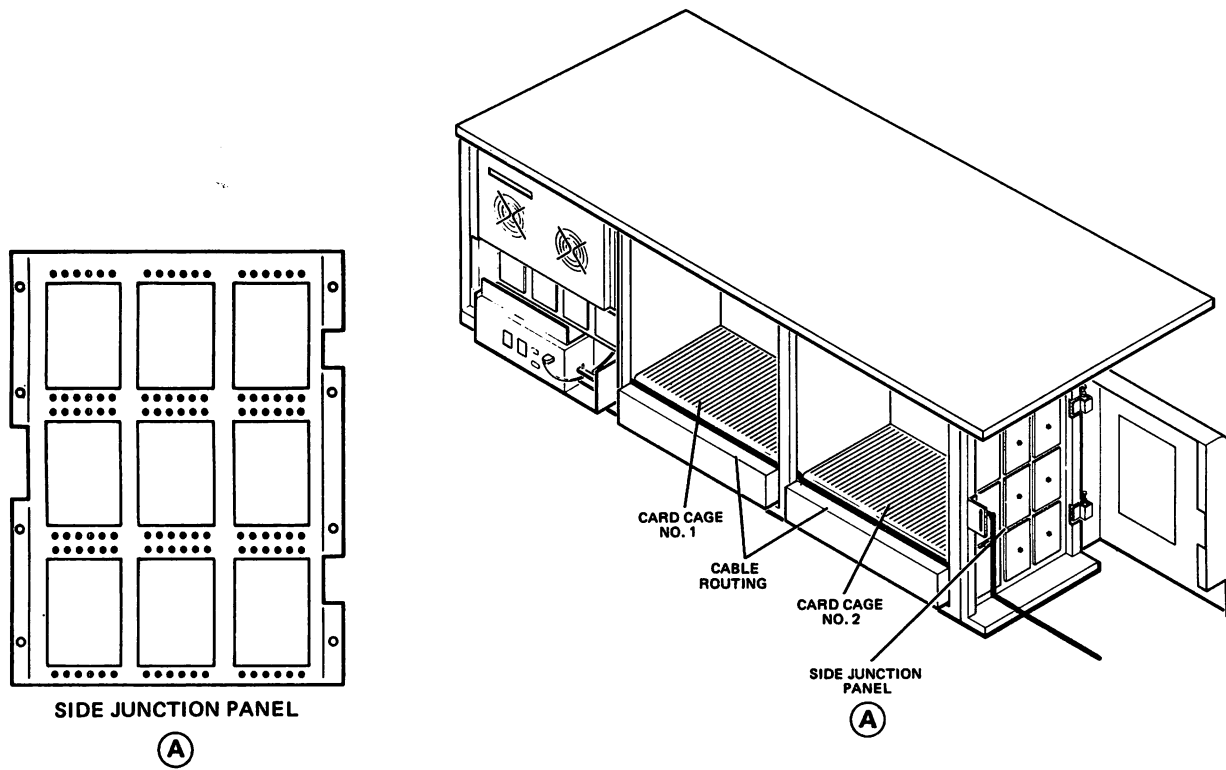 SIDE JUNCTION PANEL
A
CARD CAGE
NO. 1
CABLE
ROUTING
CARD CAGE
NO. 2
SIDE JUNCTION
PANEL
A